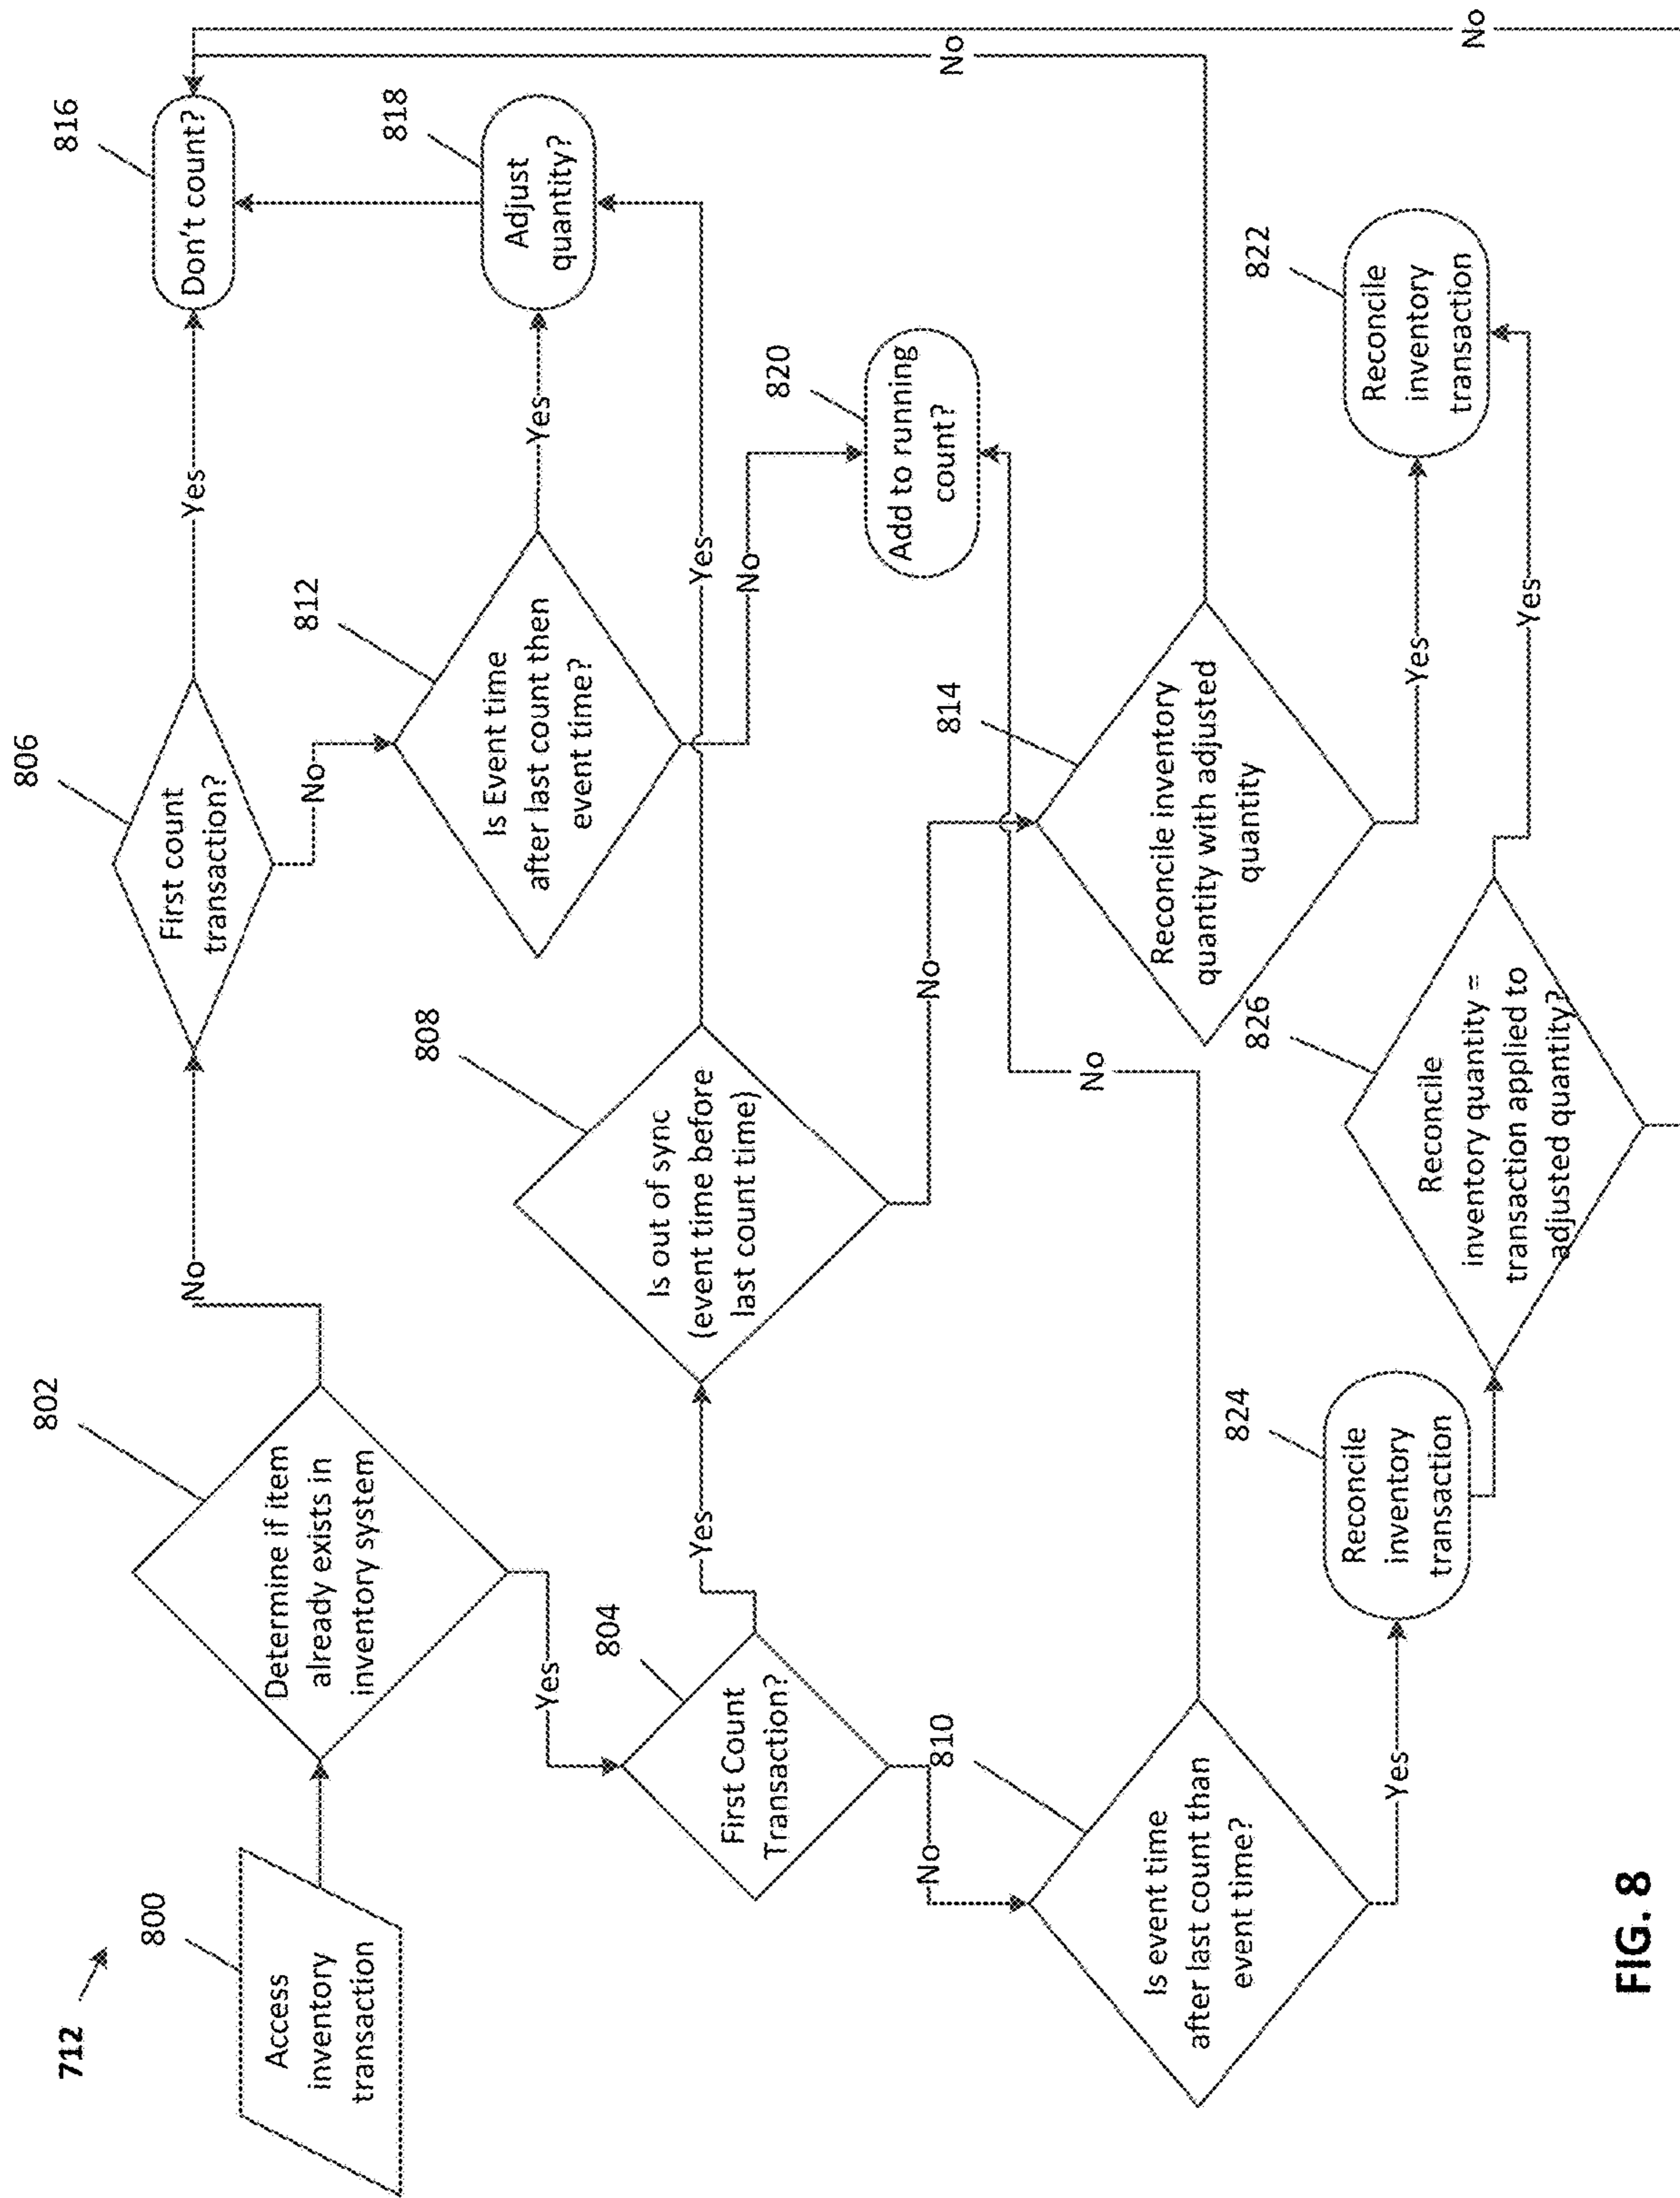 712
800
Access
inventory
transaction
802
Determine if item
already exists in
inventory system
No
Yes
806
First count
transaction?
Yes
No
816
Don't count?
804
First Count
Transaction?
Yes
No
808
Is out of sync
(event time before
last count time)
Yes
No
812
Is Event time
after last count then
event time?
Yes
No
818
Adjust
quantity?
820
Add to running
count?
810
Is event time
after last count than
event time?
No
Yes
814
Reconcile inventory
quantity with adjusted
quantity
No
Yes
822
Reconcile
inventory
transaction
824
Reconcile
inventory
transaction
826
Reconcile
inventory quantity =
transaction applied to
adjusted quantity?
Yes
No
FIG. 8